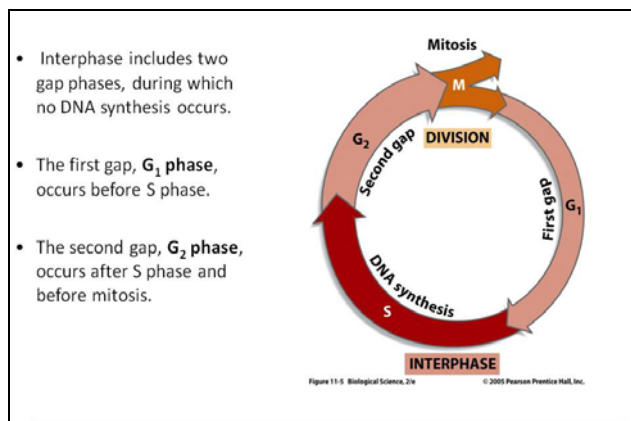 • Interphase includes two
gap phases, during which
no DNA synthesis occurs.
• The first gap, G₁ phase,
occurs before S phase.
• The second gap, G₂ phase,
occurs after S phase and
before mitosis.
Mitosis
M
DIVISION
G₂
Second gap
First gap
G₁
DNA synthesis
S
INTERPHASE
Figure 11-5 Biological Science, 2/e
© 2005 Pearson Prentice Hall, Inc.